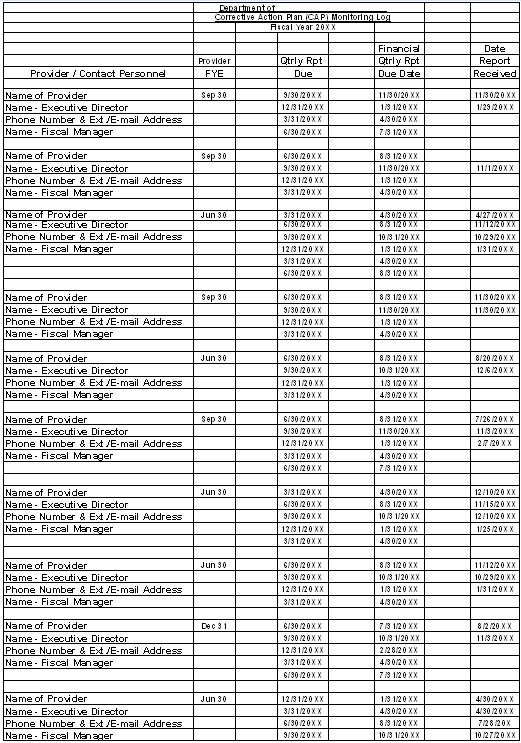 Department of
Corrective Action Plan (CAP) Monitoring Log
Fiscal Year 20XX
Financial Date
Provider Qtrly Rpt Qtrly Rpt Report
Provider / Contact Personnel FYE Due Due Date Received
Name of Provider Sep 30 9/30/20XX 11/30/20XX 11/30/20XX
Name - Executive Director 12/31/20XX 1/31/20XX 1/29/20XX
Phone Number & Ext./E-mail Address 3/31/20XX 4/30/20XX
Name - Fiscal Manager 6/30/20XX 7/31/20XX
Name of Provider Sep 30 6/30/20XX 8/31/20XX
Name - Executive Director 9/30/20XX 11/30/20XX 11/1/20XX
Phone Number & Ext./E-mail Address 12/31/20XX 1/31/20XX
Name - Fiscal Manager 3/31/20XX 4/30/20XX
Name of Provider Jun 30 3/31/20XX 4/30/20XX 4/27/20XX
Name - Executive Director 6/30/20XX 8/31/20XX 11/12/20XX
Phone Number & Ext./E-mail Address 9/30/20XX 10/31/20XX 10/29/20XX
Name - Fiscal Manager 12/31/20XX 1/31/20XX 1/31/20XX
3/31/20XX 4/30/20XX
6/30/20XX 8/31/20XX
Name of Provider Sep 30 6/30/20XX 8/31/20XX 11/30/20XX
Name - Executive Director 9/30/20XX 11/30/20XX 11/30/20XX
Phone Number & Ext./E-mail Address 12/31/20XX 1/31/20XX
Name - Fiscal Manager 3/31/20XX 4/30/20XX
Name of Provider Jun 30 6/30/20XX 8/31/20XX 8/20/20XX
Name - Executive Director 9/30/20XX 10/31/20XX 12/6/20XX
Phone Number & Ext./E-mail Address 12/31/20XX 1/31/20XX
Name - Fiscal Manager 3/31/20XX 4/30/20XX
Name of Provider Sep 30 6/30/20XX 8/31/20XX 7/26/20XX
Name - Executive Director 9/30/20XX 11/30/20XX 11/3/20XX
Phone Number & Ext./E-mail Address 12/31/20XX 1/31/20XX 2/7/20XX
Name - Fiscal Manager 3/31/20XX 4/30/20XX
6/30/20XX 7/31/20XX
Name of Provider Jun 30 3/31/20XX 4/30/20XX 12/10/20XX
Name - Executive Director 6/30/20XX 8/31/20XX 11/15/20XX
Phone Number & Ext./E-mail Address 9/30/20XX 10/31/20XX 12/10/20XX
Name - Fiscal Manager 12/31/20XX 1/31/20XX 1/25/20XX
3/31/20XX 4/30/20XX
Name of Provider Jun 30 6/30/20XX 8/31/20XX 11/12/20XX
Name - Executive Director 9/30/20XX 10/31/20XX 10/29/20XX
Phone Number & Ext./E-mail Address 12/31/20XX 1/31/20XX 1/31/20XX
Name - Fiscal Manager 3/31/20XX 4/30/20XX
Name of Provider Dec 31 6/30/20XX 7/31/20XX 8/2/20XX
Name - Executive Director 9/30/20XX 10/31/20XX 11/3/20XX
Phone Number & Ext./E-mail Address 12/31/20XX 2/28/20XX
Name - Fiscal Manager 3/31/20XX 4/30/20XX
6/30/20XX 7/31/20XX
Name of Provider Jun 30 12/31/20XX 1/31/20XX 4/30/20XX
Name - Executive Director 3/31/20XX 4/30/20XX 4/30/20XX
Phone Number & Ext./E-mail Address 6/30/20XX 8/31/20XX 7/28/20X
Name - Fiscal Manager 9/30/20XX 10/31/20XX 10/27/20XX